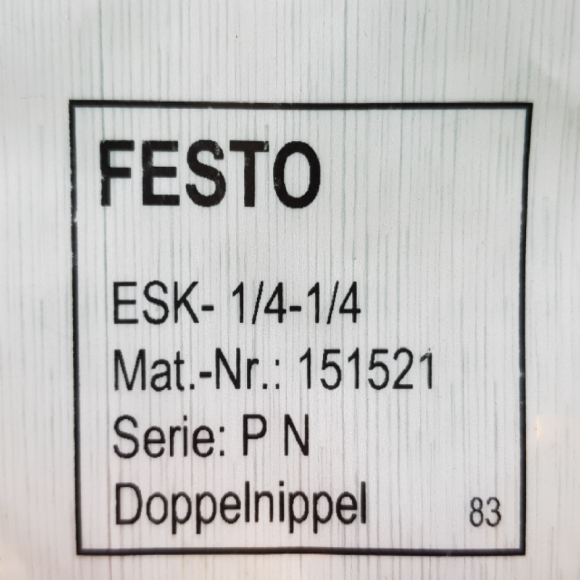 FESTO
ESK- 1/4-1/4
Mat.-Nr.: 151521
Serie: P N
Doppelnippel 83